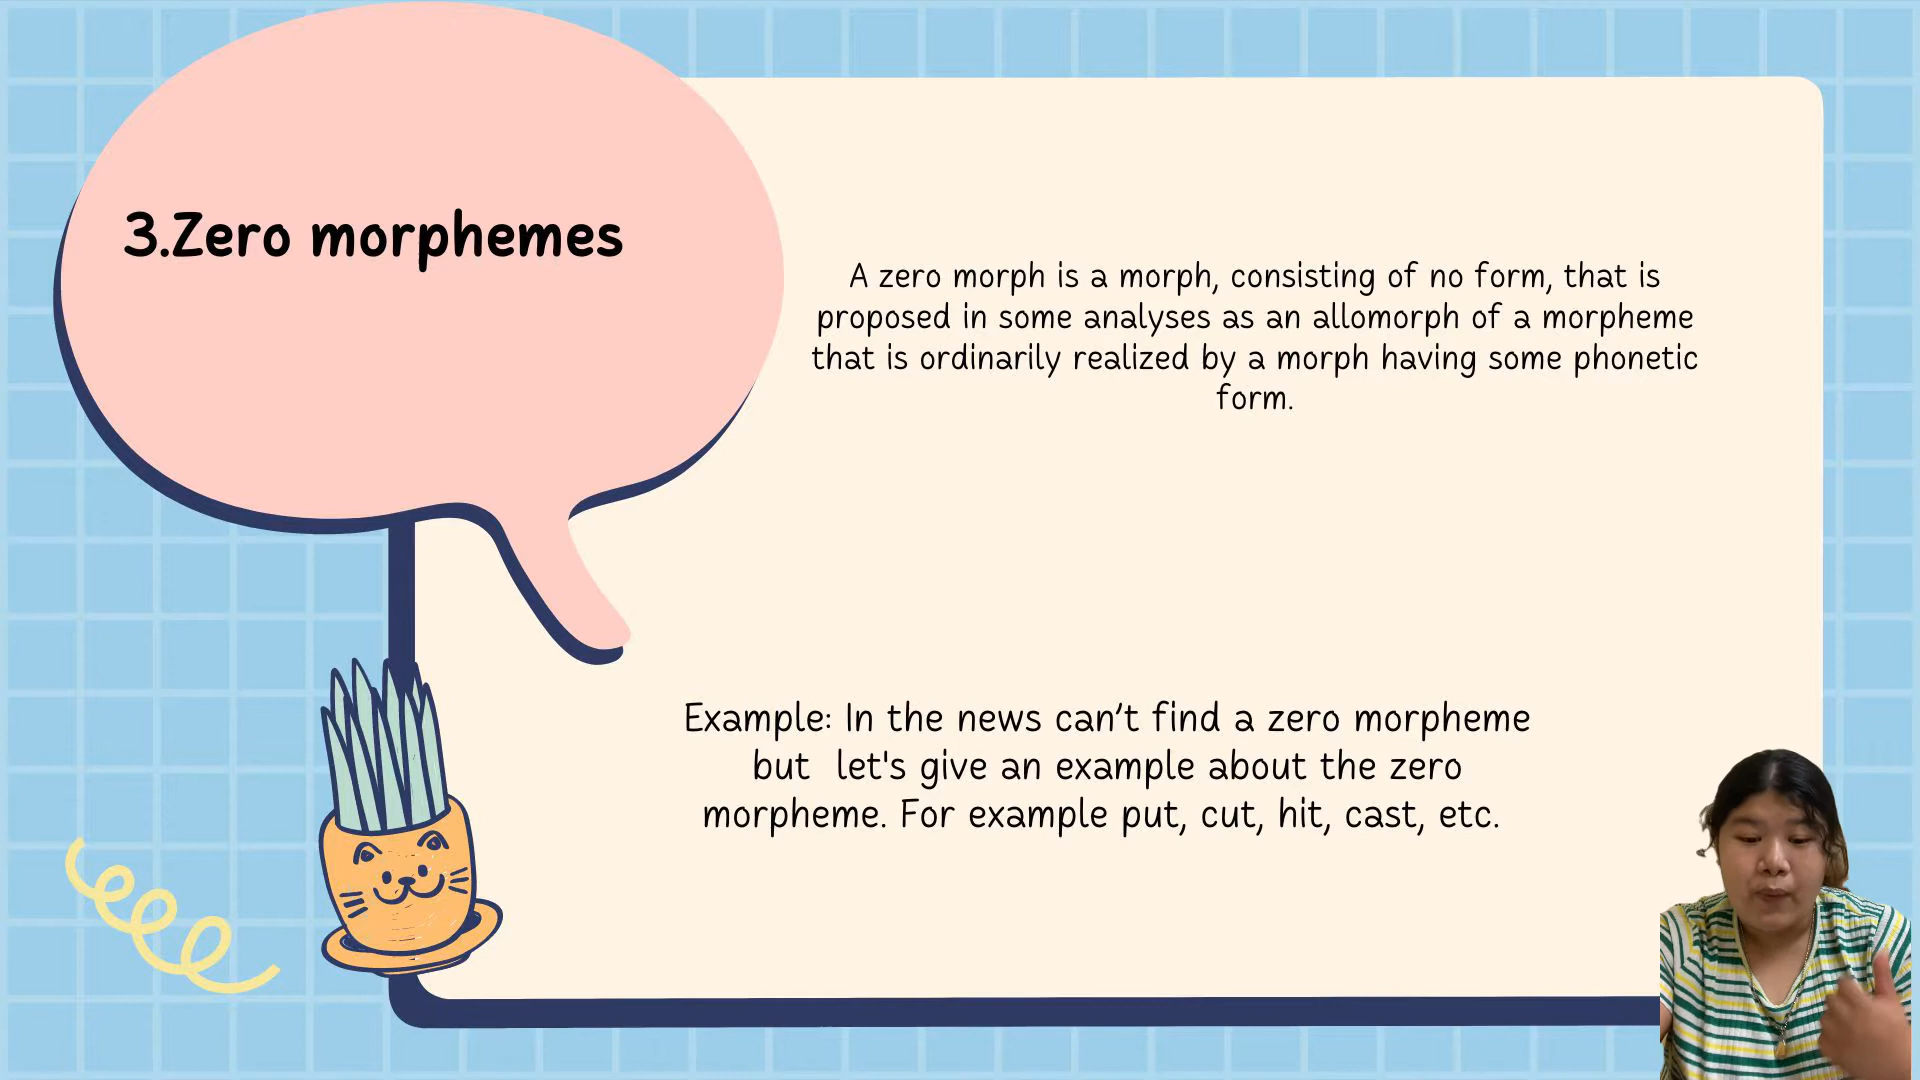 3.Zero morphemes
A zero morph is a morph, consisting of no form, that is
proposed in some analyses as an allomorph of a morpheme
that is ordinarily realized by a morph having some phonetic
form.
Example: In the news can’t find a zero morpheme
but  let's give an example about the zero
morpheme. For example put, cut, hit, cast, etc.